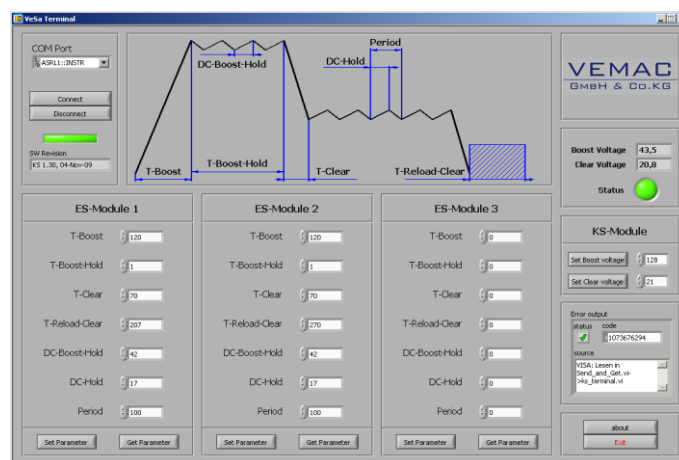 VeSa Terminal
COM Port
ASRL1::INSTR
Connect
Disconnect
SW Revision
KS 1.30, 04-Nov-09
DC-Boost-Hold
Period
DC-Hold
T-Boost
T-Boost-Hold
T-Clear
T-Reload-Clear
VEMAC
GMBH & CO.KG
Boost Voltage 43,5
Clear Voltage 20,8
Status
ES-Module 1
T-Boost 120
T-Boost-Hold 1
T-Clear 70
T-Reload-Clear 207
DC-Boost-Hold 42
DC-Hold 17
Period 100
Set Parameter Get Parameter
ES-Module 2
T-Boost 120
T-Boost-Hold 1
T-Clear 70
T-Reload-Clear 270
DC-Boost-Hold 42
DC-Hold 17
Period 100
Set Parameter Get Parameter
ES-Module 3
T-Boost 0
T-Boost-Hold 0
T-Clear 0
T-Reload-Clear 0
DC-Boost-Hold 0
DC-Hold 0
Period 0
Set Parameter Get Parameter
KS-Module
Set Boost voltage 128
Set Clear voltage 21
Error output
status code
1073676294
source
VISA: Lesen in
Send_and_Get.vi-
>ks_terminal.vi
about
Exit